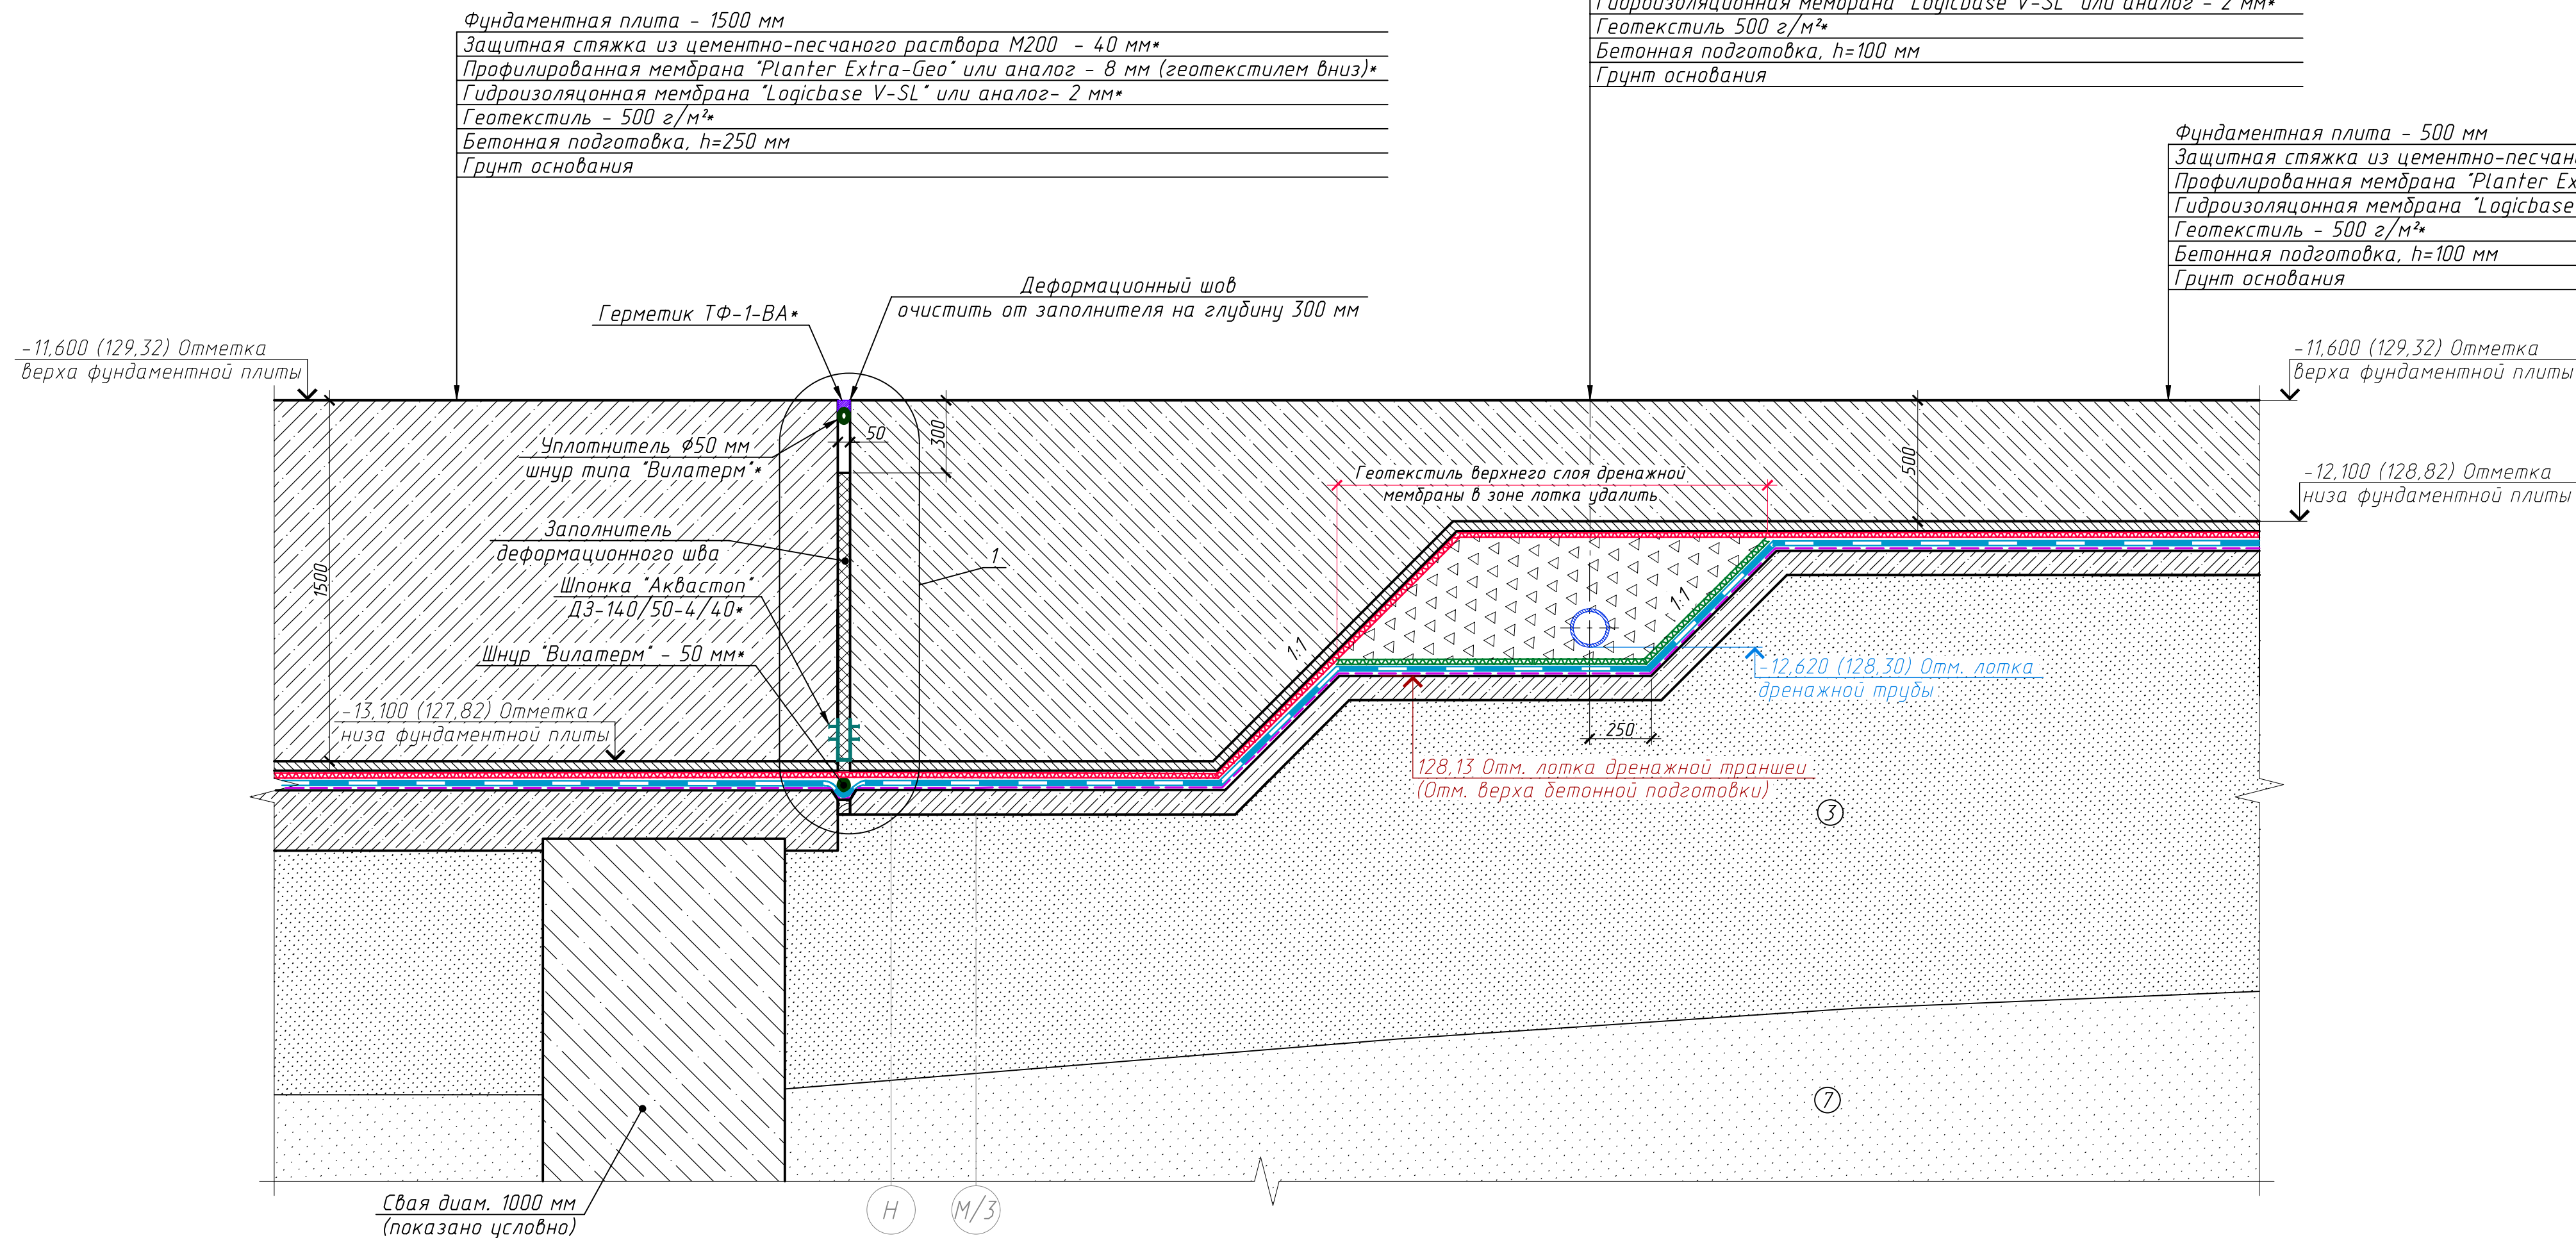 Фундаментная плита - 1500 мм
Защитная стяжка из цементно-песчаного раствора М200 - 40 мм*
Профилированная мембрана "Planter Extra-Geo" или аналог - 8 мм (геотекстилем вниз)*
Гидроизоляцонная мембрана "Logicbase V-SL" или аналог- 2 мм*
Геотекстиль - 500 г/м²*
Бетонная подготовка, h=250 мм
Грунт основания
Гидроизоляционная мембрана "Logicbase V-SL" или аналог - 2 мм*
Геотекстиль 500 г/м²*
Бетонная подготовка, h=100 мм
Грунт основания
Фундаментная плита - 500 мм
Защитная стяжка из цементно-песчан
Профилированная мембрана "Planter Ex
Гидроизоляцонная мембрана "Logicbase
Геотекстиль - 500 г/м²*
Бетонная подготовка, h=100 мм
Грунт основания
Герметик ТФ-1-ВА*
Деформационный шов
очистить от заполнителя на глубину 300 мм
-11,600 (129,32) Отметка
верха фундаментной плиты
-11,600 (129,32) Отметка
верха фундаментной плиты
Уплотнитель ф50 мм
шнур типа "Вилатерм"*
50
300
500
Геотекстиль верхнего слоя дренажной
мембраны в зоне лотка удалить
-12,100 (128,82) Отметка
низа фундаментной плиты
Заполнитель
деформационного шва
1
1500
Шпонка "Аквастоп"
ДЗ-140/50-4/40*
1:1
1:1
Шнур "Вилатерм" - 50 мм*
-12,620 (128,30) Отм. лотка
дренажной трубы
-13,100 (127,82) Отметка
низа фундаментной плиты
250
128,13 Отм. лотка дренажной траншеи
(Отм. верха бетонной подготовки)
3
7
Свая диам. 1000 мм
(показано условно)
Н
М/3